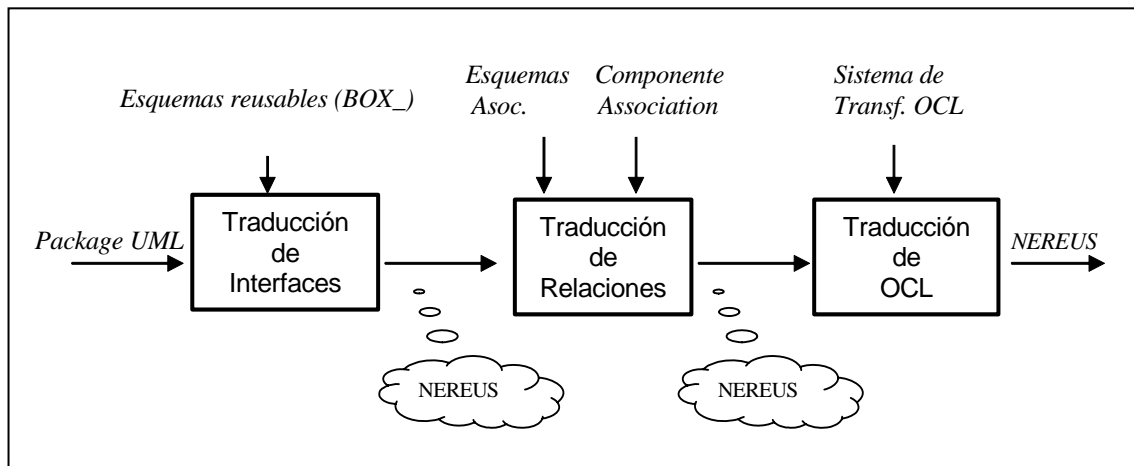 Esquemas reusables (BOX_)
Esquemas
Asoc.
Componente
Association
Sistema de
Transf. OCL
Package UML
Traducción
de
Interfaces
Traducción
de
Relaciones
Traducción
de
OCL
NEREUS
NEREUS
NEREUS